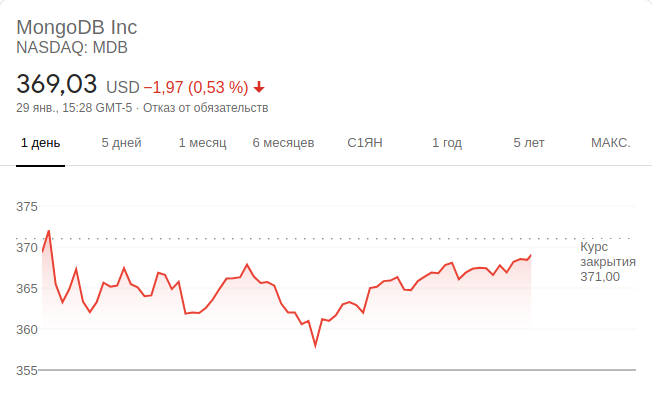 MongoDB Inc
NASDAQ: MDB
369,03 USD −1,97 (0,53 %)
29 янв., 15:28 GMT-5 · Отказ от обязательств
1 день 5 дней 1 месяц 6 месяцев С1ЯН 1 год 5 лет МАКС.
375
370
365
360
355
Курс
закрытия
371,00